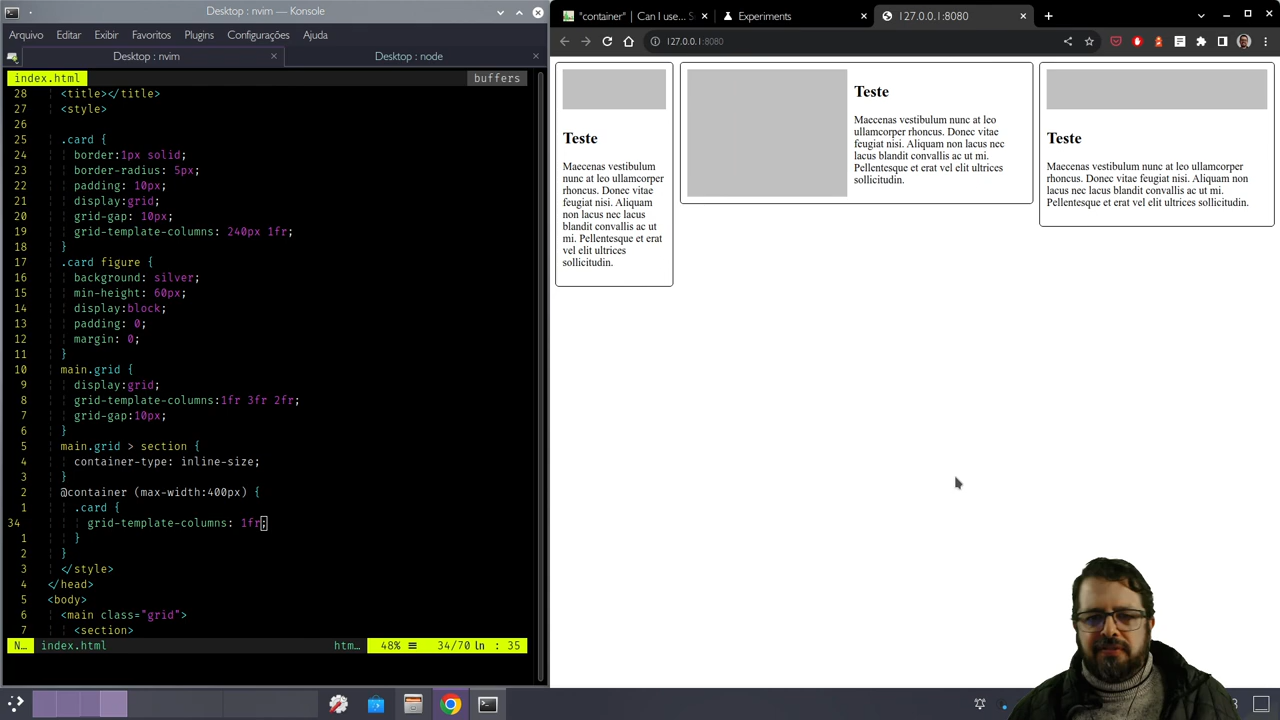 Desktop : nvim — Konsole
Arquivo Editar Exibir Favoritos Plugins Configurações Ajuda
Desktop : nvim
Desktop : node
index.html
buffers
28 <title></title>
27 <style>
26
25 .card {
24 border:1px solid;
23 border-radius: 5px;
22 padding: 10px;
21 display:grid;
20 grid-gap: 10px;
19 grid-template-columns: 240px 1fr;
18 }
17 .card figure {
16 background: silver;
15 min-height: 60px;
14 display:block;
13 padding: 0;
12 margin: 0;
11 }
10 main.grid {
9 display:grid;
8 grid-template-columns:1fr 3fr 2fr;
7 grid-gap:10px;
6 }
5 main.grid > section {
4 container-type: inline-size;
3 }
2 @container (max-width:400px) {
1 .card {
34 grid-template-columns: 1fr;
1 }
2 }
3 </style>
4 </head>
5 <body>
6 <main class="grid">
7 <section>
N… index.html htm… 48% 34/70 ln : 35
"container" | Can I use...
Experiments
127.0.0.1:8080
127.0.0.1:8080
Teste
Maecenas vestibulum
nunc at leo ullamcorper
rhoncus. Donec vitae
feugiat nisi. Aliquam
non lacus nec lacus
blandit convallis ac ut
mi. Pellentesque et erat
vel elit ultrices
sollicitudin.
Teste
Maecenas vestibulum nunc at leo
ullamcorper rhoncus. Donec vitae
feugiat nisi. Aliquam non lacus nec
lacus blandit convallis ac ut mi.
Pellentesque et erat vel elit ultrices
sollicitudin.
Teste
Maecenas vestibulum nunc at leo ullamcorper
rhoncus. Donec vitae feugiat nisi. Aliquam non
lacus nec lacus blandit convallis ac ut mi.
Pellentesque et erat vel elit ultrices sollicitudin.